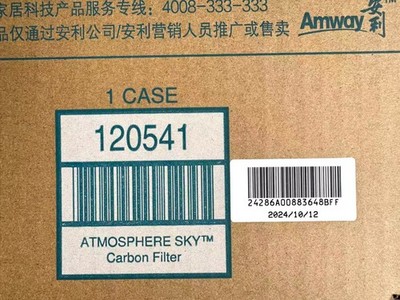 家居科技产品服务专线：4008-333-333
品仅通过安利公司/安利营销人员推广或售卖
Amway 安利™
1 CASE
120541
24286A00883648BFF
2024/10/12
ATMOSPHERE SKY™
Carbon Filter